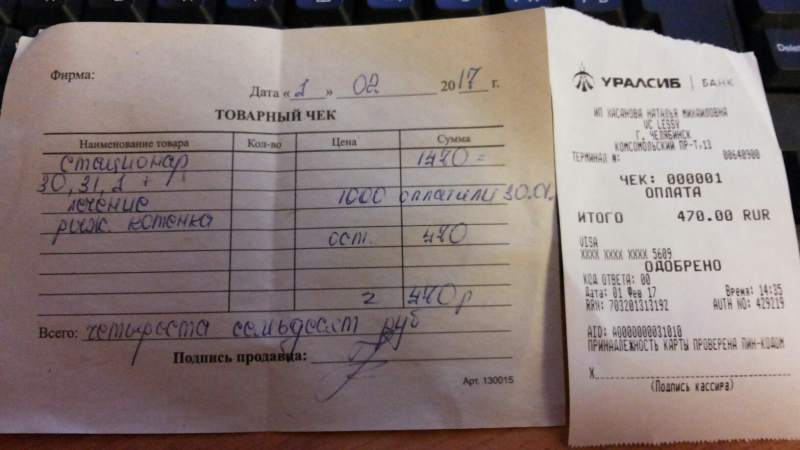 Фирма:
Дата «1» 02 2017 г.
ТОВАРНЫЙ ЧЕК
Наименование товара Кол-во Цена Сумма
стационар 1470=
30, 31, 1 +
лечение 1000 оплатили 30.01.
рыж. котенка
ост. 470
= 470 р
Всего: четыреста семьдесят руб
Подпись продавца:
Арт. 130015
УРАЛСИБ | БАНК
ИП ХАСАНОВА НАТАЛЬЯ МИХАЙЛОВНА
VC LESSY
Г. ЧЕЛЯБИНСК
КОМСОМОЛЬСКИЙ ПР-Т,13
ТЕРМИНАЛ №: 00640900
ЧЕК: 000001
ОПЛАТА
ИТОГО 470.00 RUR
VISA
XXXX XXXX XXXX 5609
ОДОБРЕНО
КОД ОТВЕТА: 00
Дата: 01 Фев 17 Время: 14:35
RRN: 703201313192 AUTH NO: 429219
AID: A0000000031010
ПРИНАДЛЕЖНОСТЬ КАРТЫ ПРОВЕРЕНА ПИН-КОДОМ
X
(Подпись кассира)
Delete